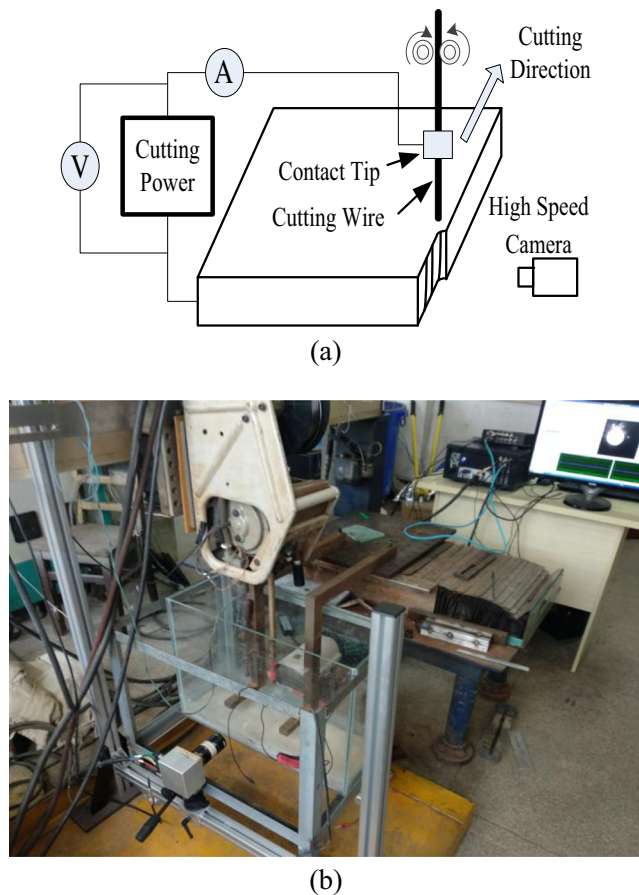 A
Cutting
Direction
V
Cutting
Power
Contact Tip
Cutting Wire
High Speed
Camera
(a)
(b)